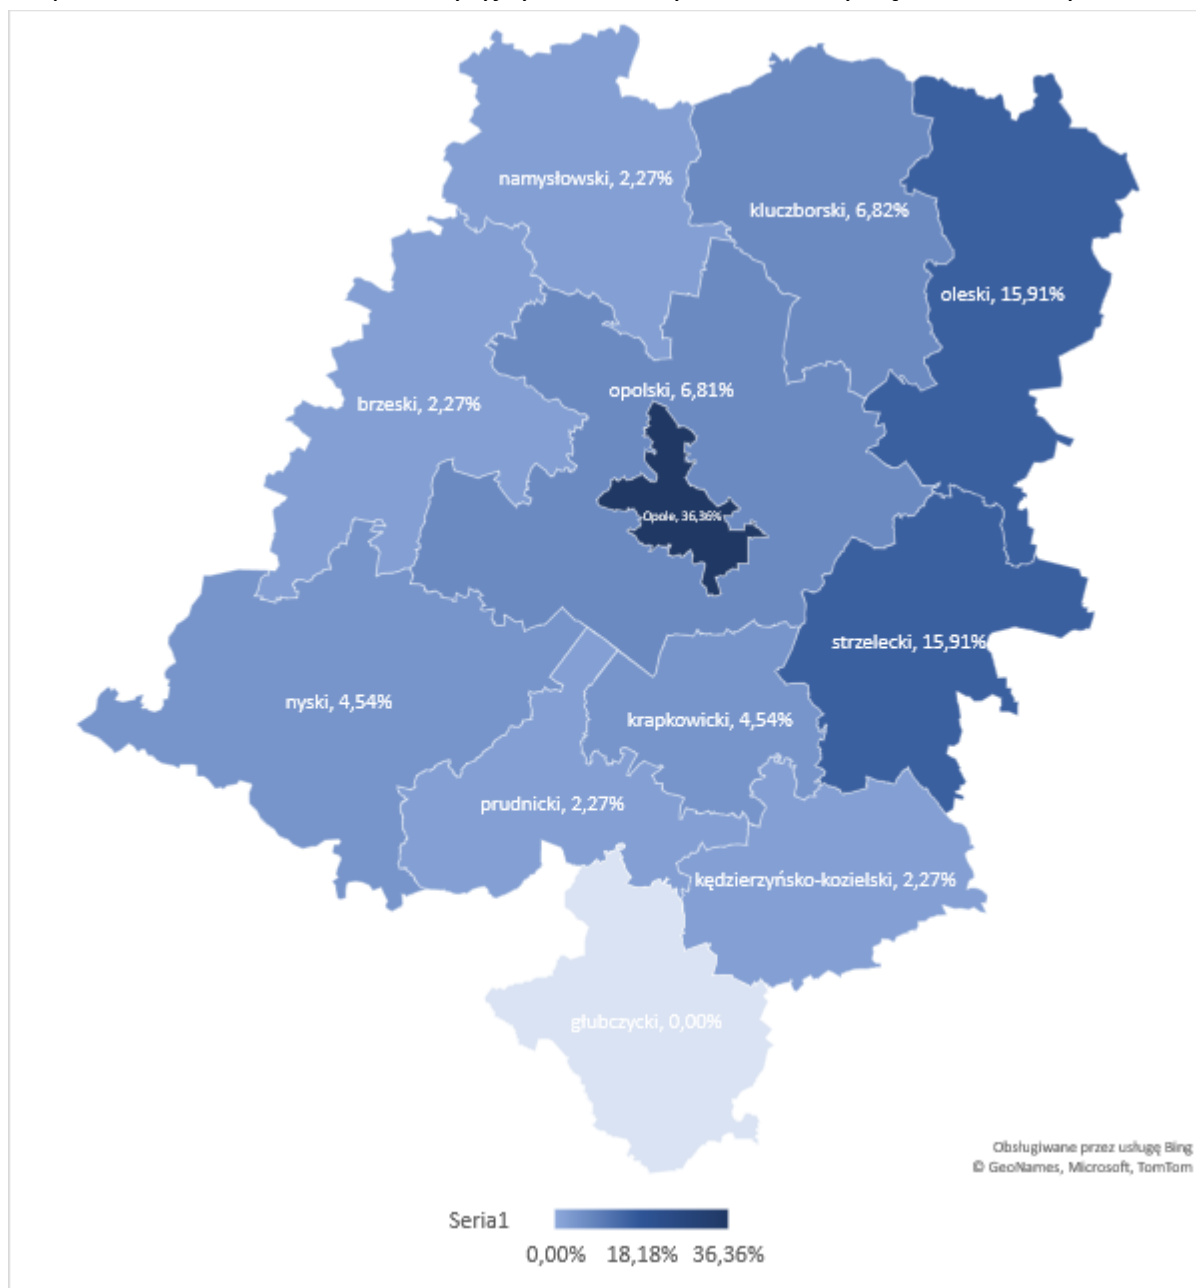 namysłowski, 2,27%
kluczborski, 6,82%
oleski, 15,91%
opolski, 6,81%
brzeski, 2,27%
Opole, 36,36%
strzelecki, 15,91%
nyski, 4,54%
krapkowicki, 4,54%
prudnicki, 2,27%
kędzierzyńsko-kozielski, 2,27%
głubczycki, 0,00%
Obsługiwane przez usługę Bing
© GeoNames, Microsoft, TomTom
Seria1
0,00% 18,18% 36,36%